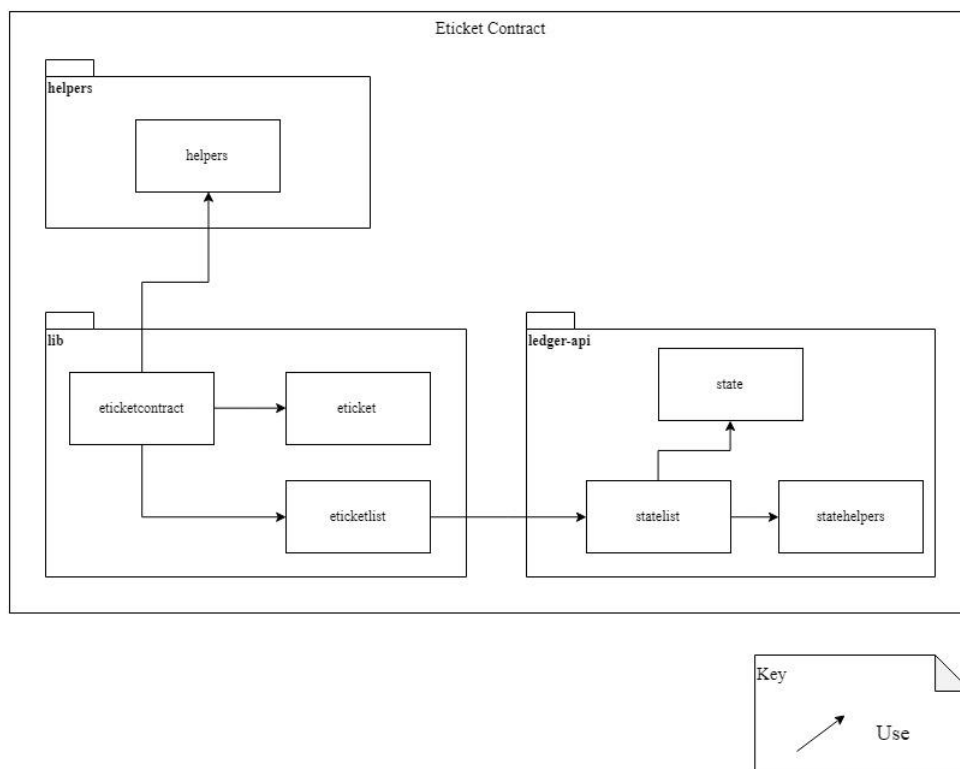 Eticket Contract
helpers
helpers
lib
eticketcontract
eticket
eticketlist
ledger-api
state
statelist
statehelpers
Key
Use